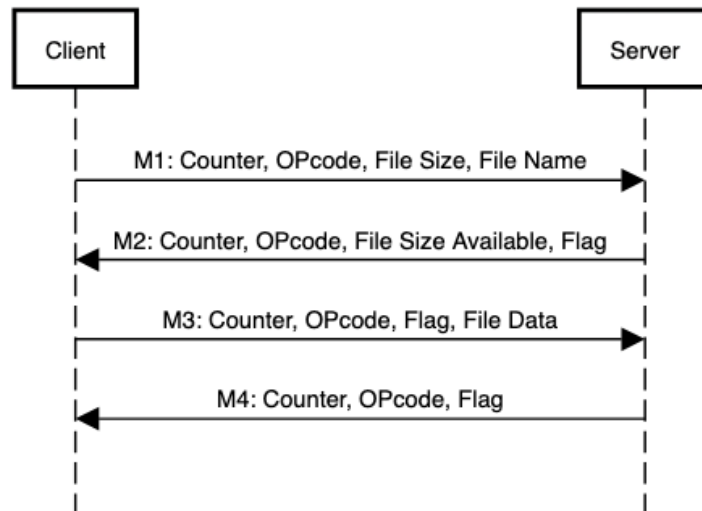 Client
Server
M1: Counter, OPcode, File Size, File Name
M2: Counter, OPcode, File Size Available, Flag
M3: Counter, OPcode, Flag, File Data
M4: Counter, OPcode, Flag